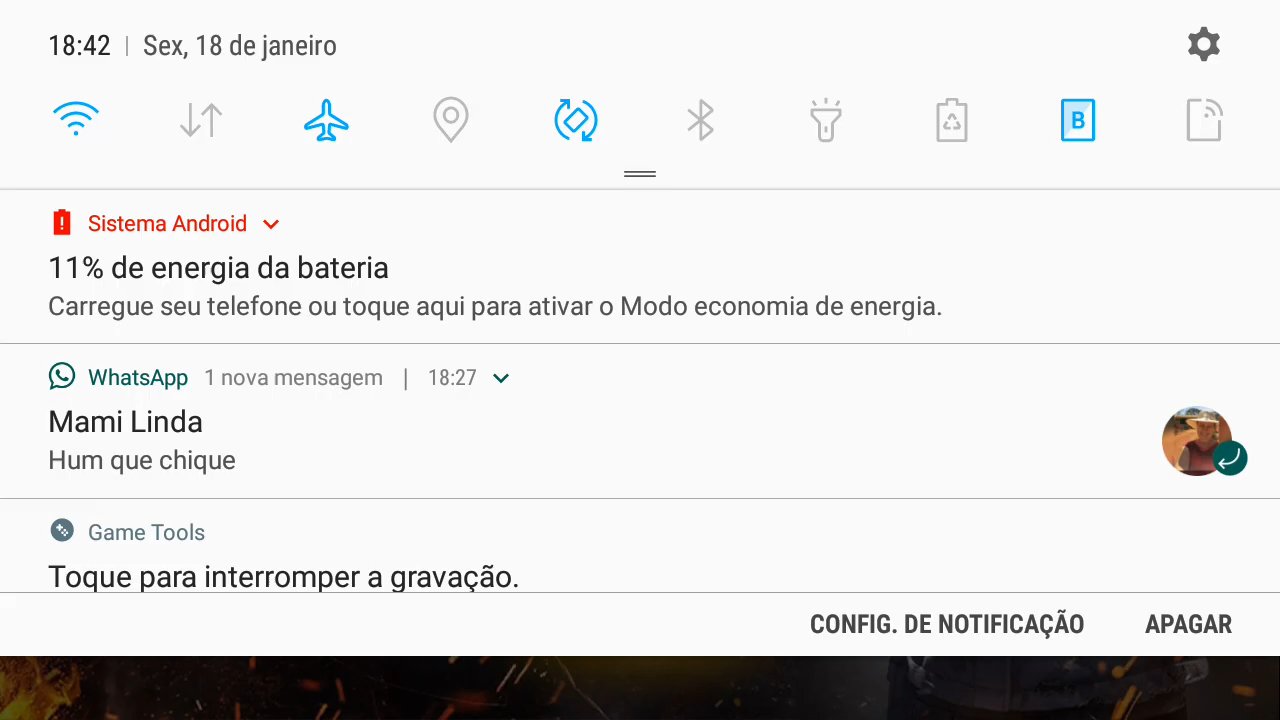 18:42 | Sex, 18 de janeiro
B
Sistema Android
11% de energia da bateria
Carregue seu telefone ou toque aqui para ativar o Modo economia de energia.
WhatsApp 1 nova mensagem | 18:27
Mami Linda
Hum que chique
Game Tools
Toque para interromper a gravação.
CONFIG. DE NOTIFICAÇÃO APAGAR